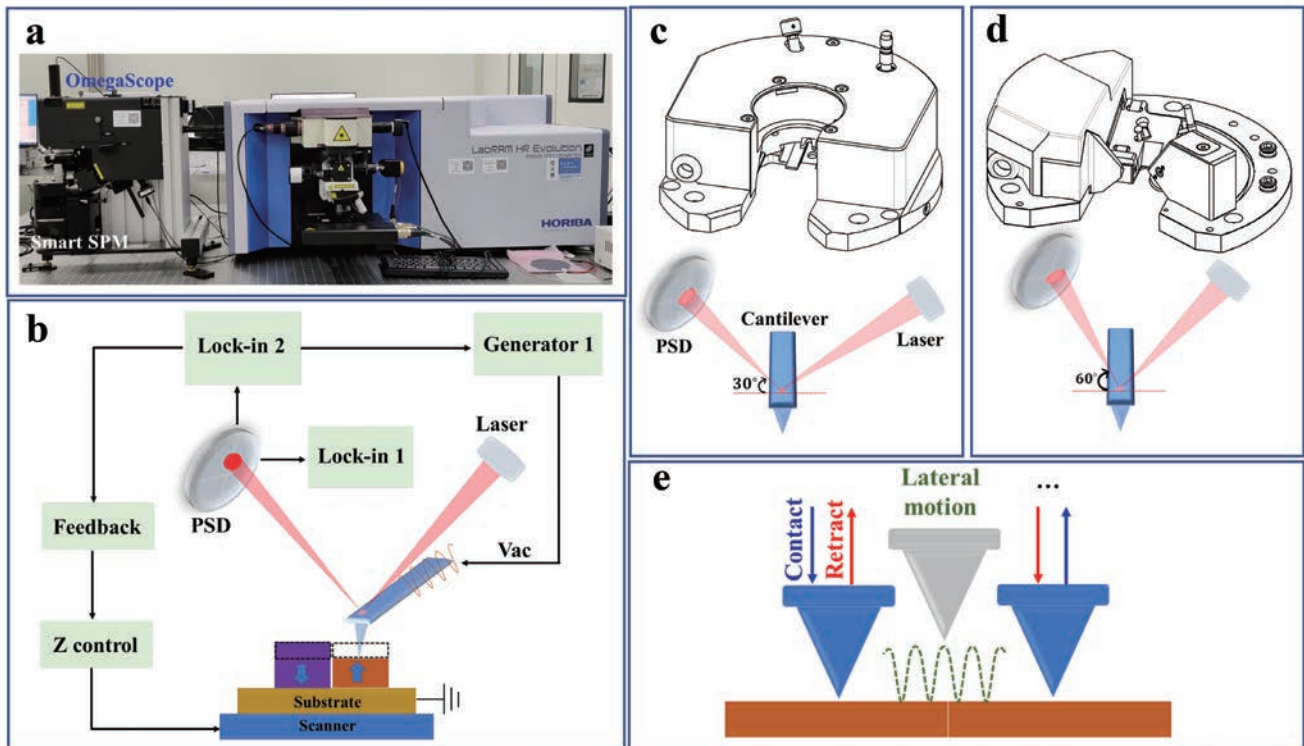 a
OmegaScope
LabRAM HR Evolution
HORIBA
Smart SPM
b
Lock-in 2
Generator 1
Laser
Lock-in 1
PSD
Feedback
Vac
Z control
Substrate
Scanner
c
Cantilever
PSD
Laser
30°
d
60°
e
Lateral
motion
...
Contact
Retract